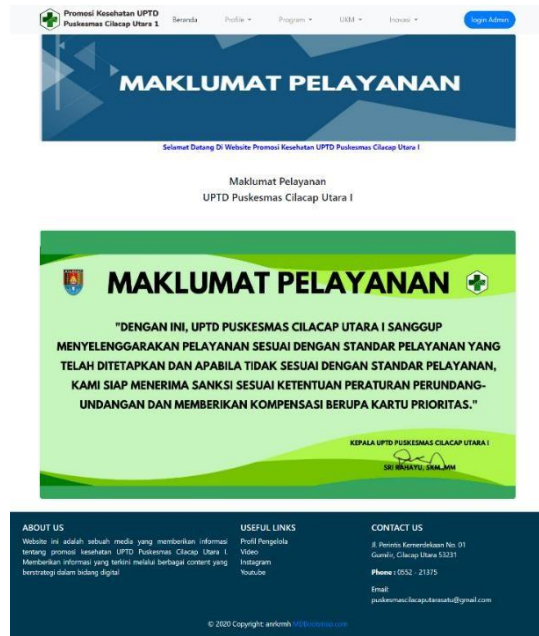 Promosi Kesehatan UPTD
Puskesmas Cilacap Utara 1
Beranda Profile Program UKM Inovasi login Admin
MAKLUMAT PELAYANAN
Selamat Datang Di Website Promosi Kesehatan UPTD Puskesmas Cilacap Utara I
Maklumat Pelayanan
UPTD Puskesmas Cilacap Utara I
MAKLUMAT PELAYANAN
"DENGAN INI, UPTD PUSKESMAS CILACAP UTARA I SANGGUP
MENYELENGGARAKAN PELAYANAN SESUAI DENGAN STANDAR PELAYANAN YANG
TELAH DITETAPKAN DAN APABILA TIDAK SESUAI DENGAN STANDAR PELAYANAN,
KAMI SIAP MENERIMA SANKSI SESUAI KETENTUAN PERATURAN PERUNDANG-
UNDANGAN DAN MEMBERIKAN KOMPENSASI BERUPA KARTU PRIORITAS."
KEPALA UPTD PUSKESMAS CILACAP UTARA I
SRI RAHAYU, SKM.,MM
ABOUT US
Website ini adalah sebuah media yang memberikan informasi
tentang promosi kesehatan UPTD Puskesmas Cilacap Utara I.
Memberikan informasi yang terkini melalui berbagai content yang
berstrategi dalam bidang digital
USEFUL LINKS
Profil Pengelola
Video
Instagram
Youtube
CONTACT US
Jl. Perintis Kemerdekaan No. 01
Gumilir, Cilacap Utara 53231
Phone : 0552 - 21375
Email:
puskesmascilacaputarasatu@gmail.com
© 2020 Copyright: anrkmh MDBootstrap.com